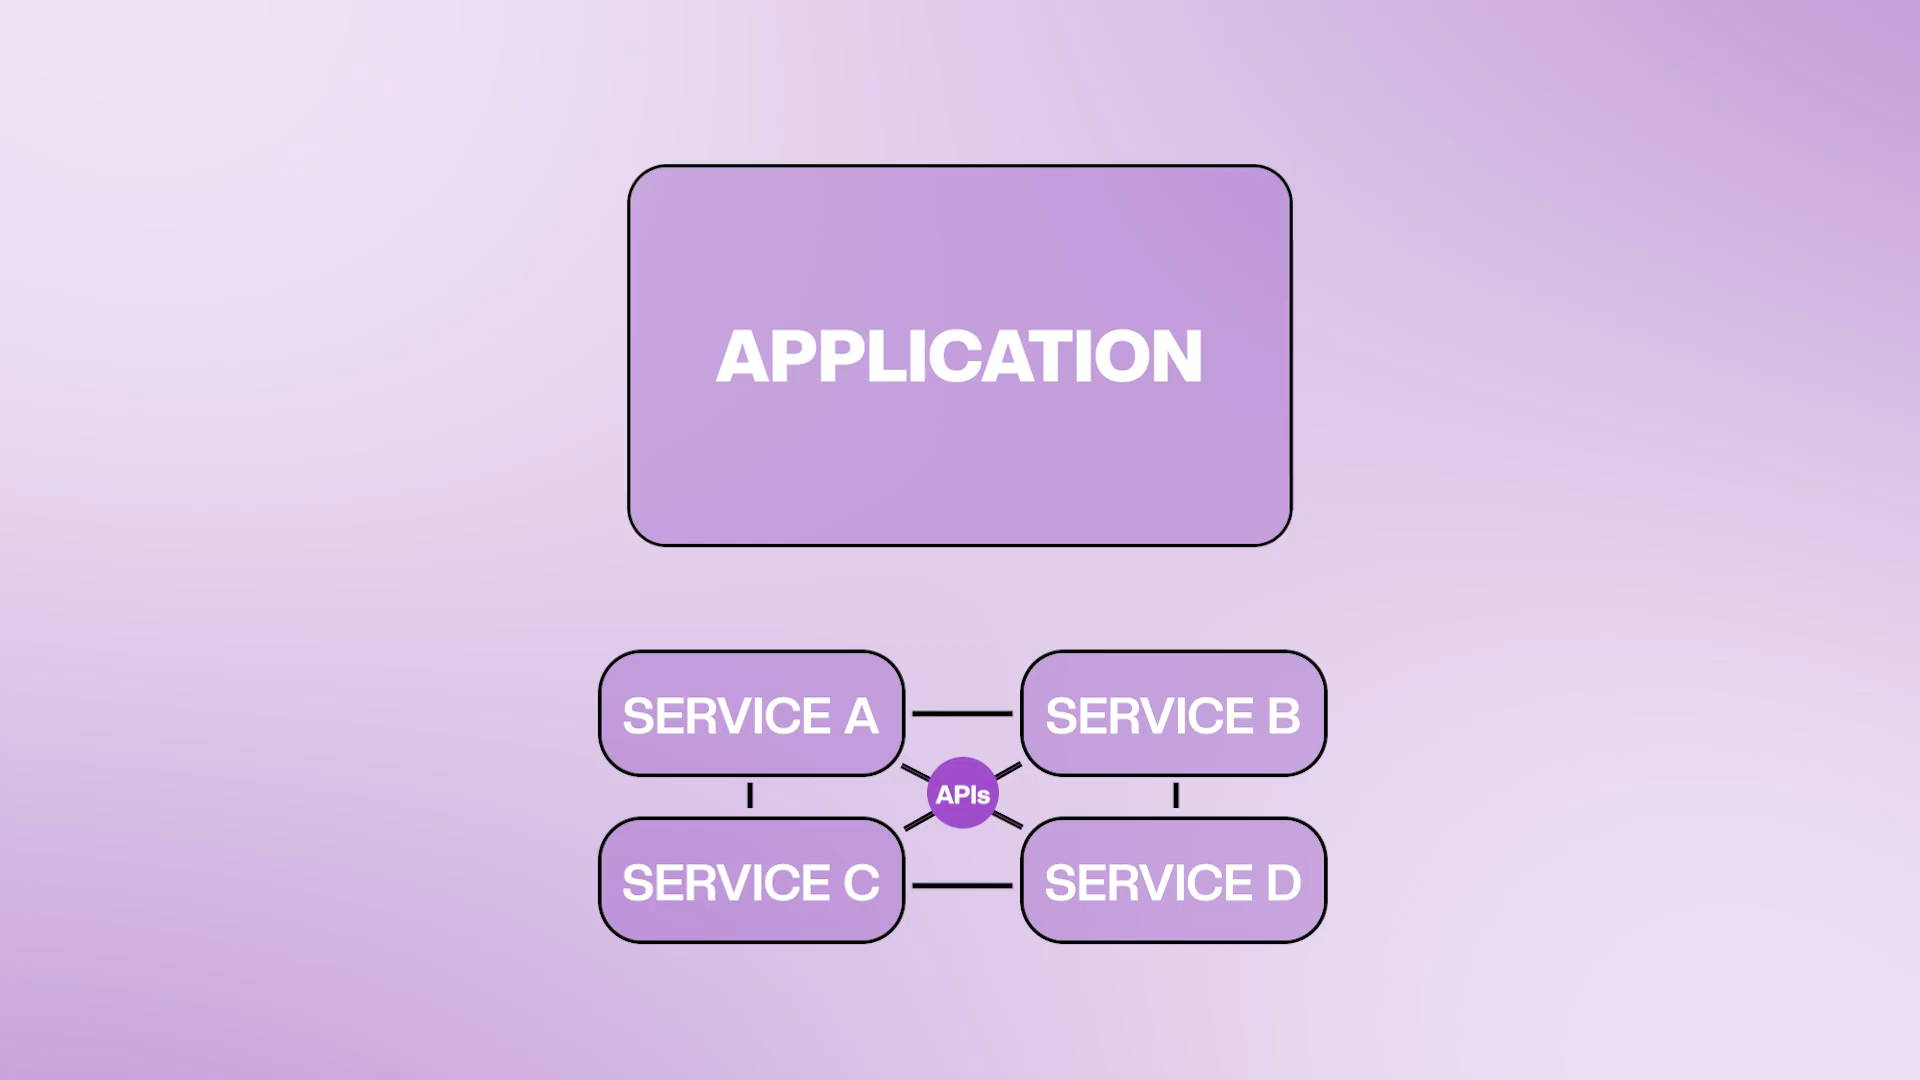 APPLICATION
SERVICE A
SERVICE B
APIs
SERVICE C
SERVICE D